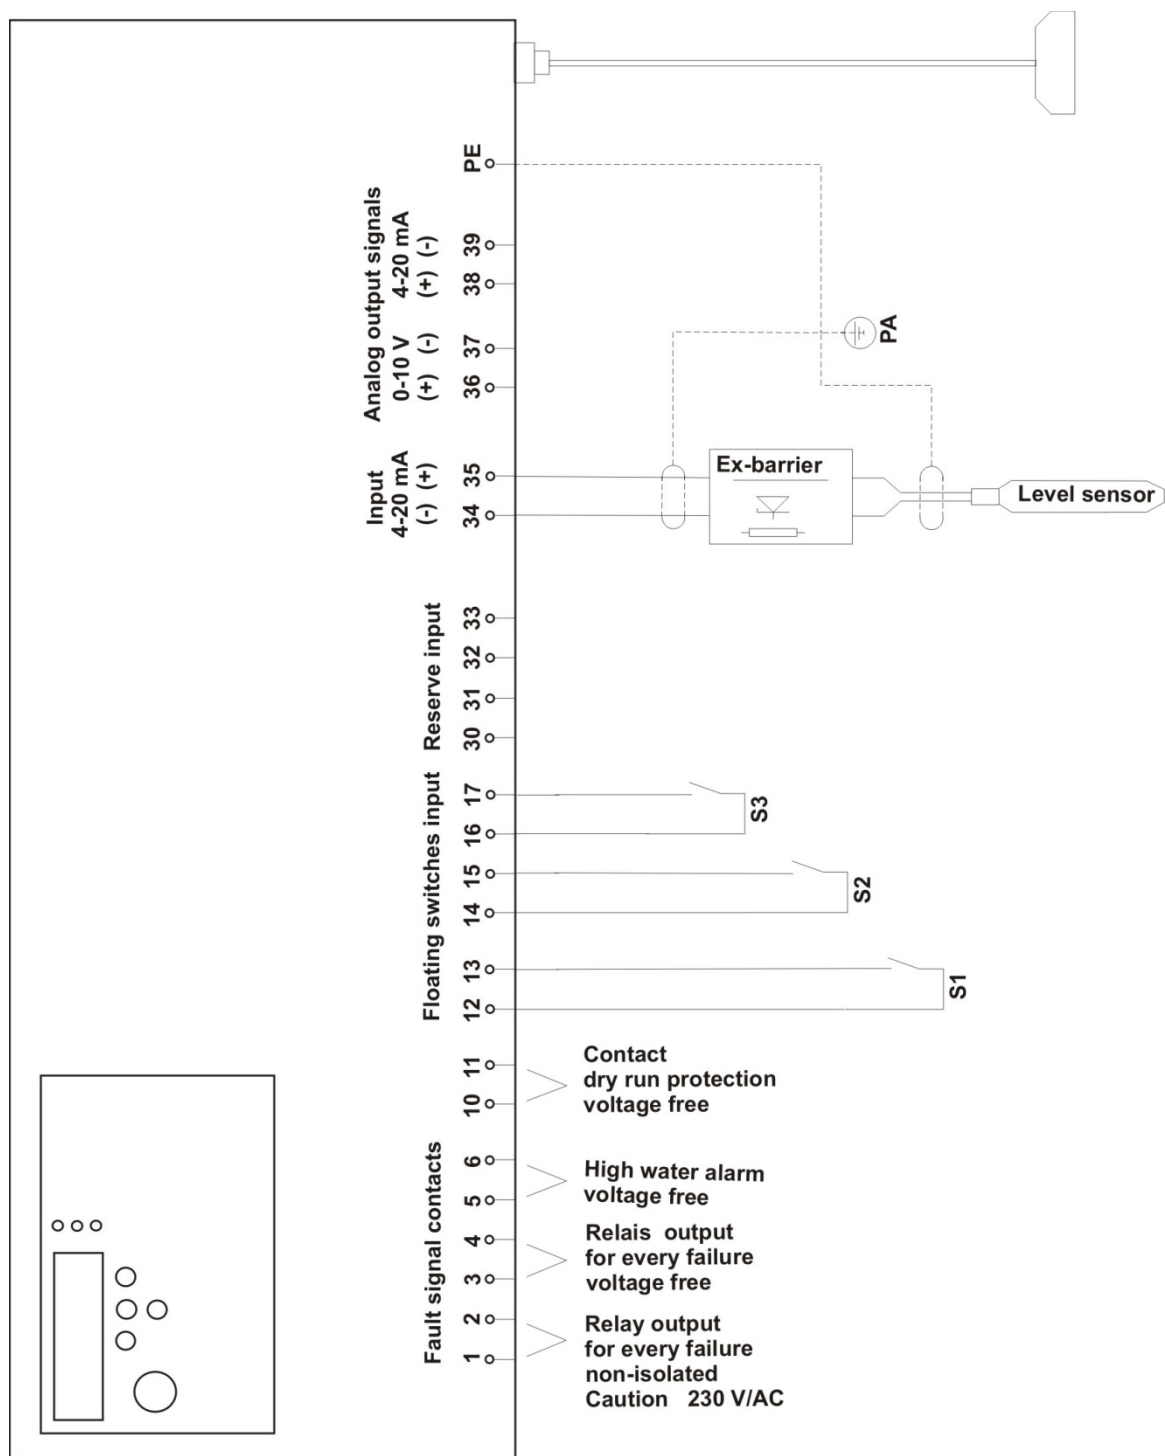 PE
Analog output signals
4-20 mA
(+) (-)
39
38
0-10 V
(+) (-)
37
36
PA
Input
4-20 mA
(-) (+)
35
34
Ex-barrier
Level sensor
Reserve input
33
32
31
30
Floating switches input
17
16
S3
15
14
S2
13
12
S1
11
10
Contact
dry run protection
voltage free
Fault signal contacts
6
5
High water alarm
voltage free
4
3
Relais output
for every failure
voltage free
2
1
Relay output
for every failure
non-isolated
Caution 230 V/AC